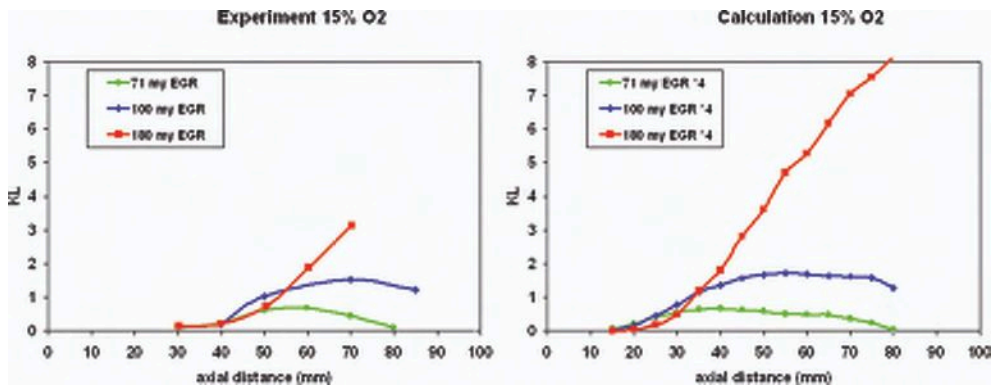 Experiment 15% O2
8
7
6
5
4
3
2
1
0
KL
71 my EGR
100 my EGR
180 my EGR
0 10 20 30 40 50 60 70 80 90 100
axial distance (mm)
Calculation 15% O2
8
7
6
5
4
3
2
1
0
KL
71 my EGR *4
100 my EGR *4
180 my EGR *4
0 10 20 30 40 50 60 70 80 90 100
axial distance (mm)